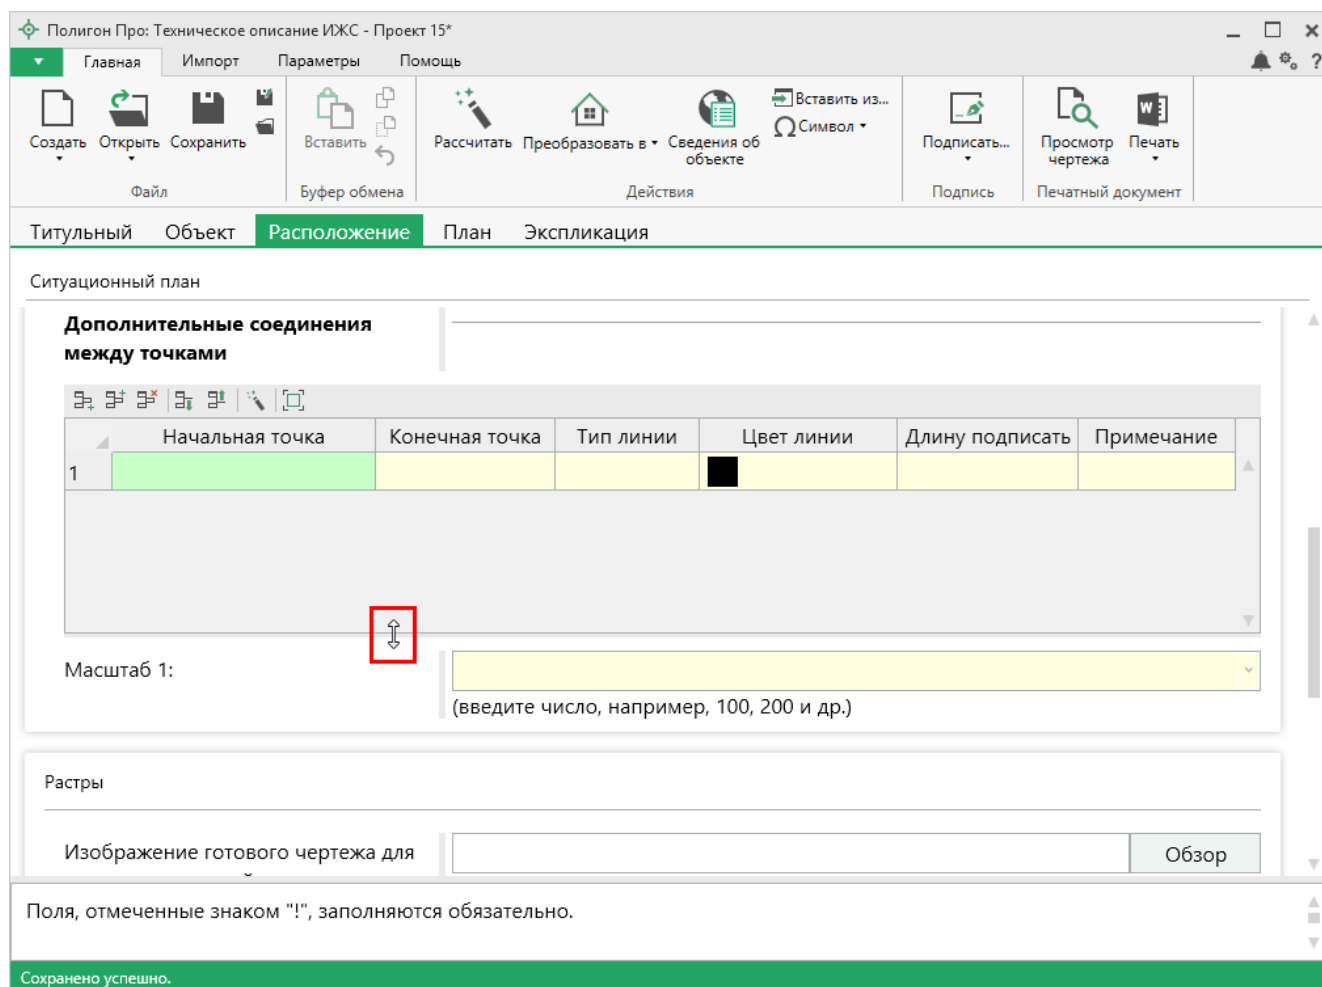 Полигон Про: Техническое описание ИЖС - Проект 15*
Главная Импорт Параметры Помощь
?
Создать Открыть Сохранить
Вставить
Рассчитать Преобразовать в Сведения об объекте
Вставить из...
Символ
Подписать...
Просмотр чертежа
Печать
Файл Буфер обмена Действия Подпись Печатный документ
Титульный Объект Расположение План Экспликация
Ситуационный план
Дополнительные соединения
между точками
Начальная точка Конечная точка Тип линии Цвет линии Длину подписать Примечание
1
Масштаб 1:
(введите число, например, 100, 200 и др.)
Растры
Изображение готового чертежа для
Обзор
Поля, отмеченные знаком "!", заполняются обязательно.
Сохранено успешно.